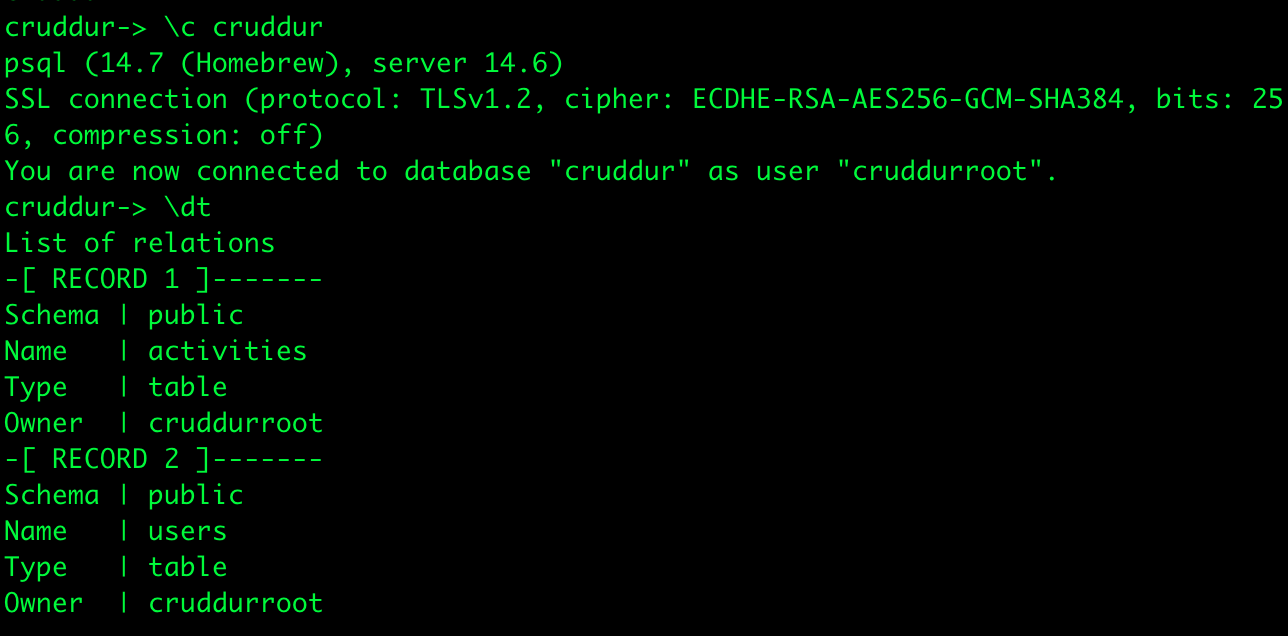 cruddur-> \c cruddur
psql (14.7 (Homebrew), server 14.6)
SSL connection (protocol: TLSv1.2, cipher: ECDHE-RSA-AES256-GCM-SHA384, bits: 25
6, compression: off)
You are now connected to database "cruddur" as user "cruddurroot".
cruddur-> \dt
List of relations
-[ RECORD 1 ]-------
Schema | public
Name   | activities
Type   | table
Owner  | cruddurroot
-[ RECORD 2 ]-------
Schema | public
Name   | users
Type   | table
Owner  | cruddurroot